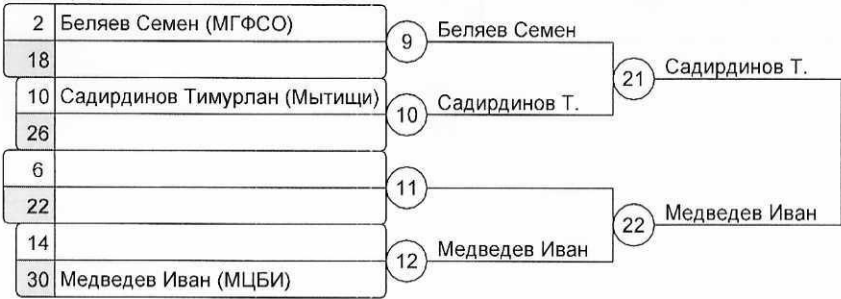 2 Беляев Семен (МГФСО)
9 Беляев Семен
18
21 Садирдинов Т.
10 Садирдинов Тимурлан (Мытищи)
10 Садирдинов Т.
26
6
11
22
22 Медведев Иван
14
12 Медведев Иван
30 Медведев Иван (МЦБИ)